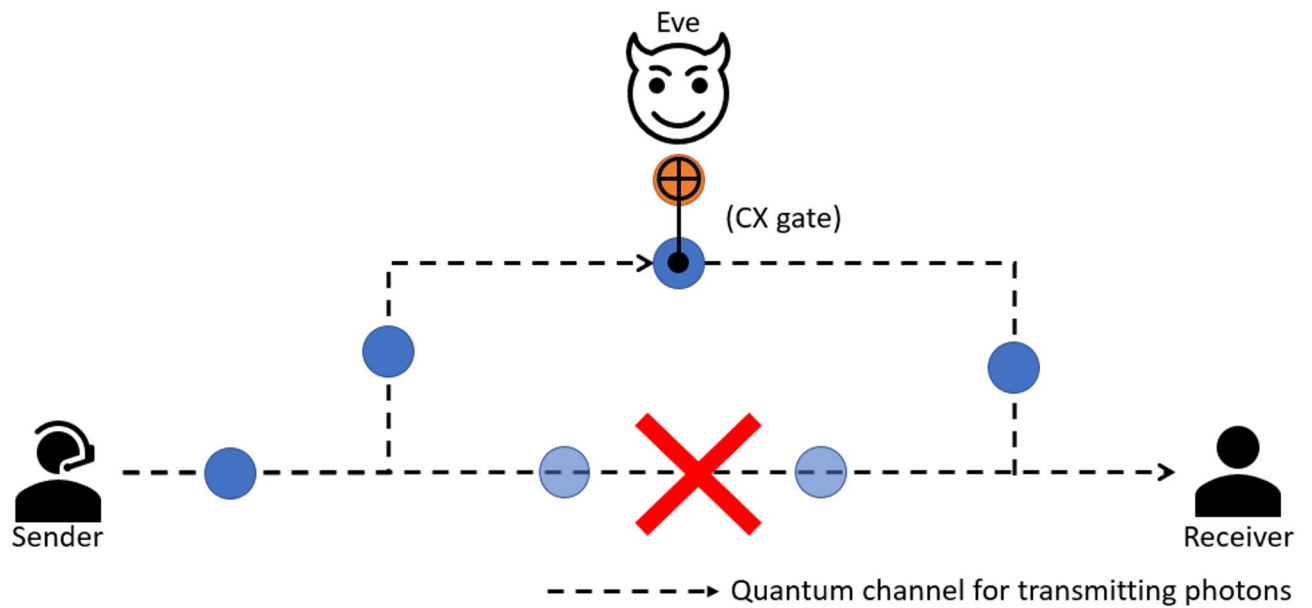 Eve
(CX gate)
Sender
Receiver
Quantum channel for transmitting photons